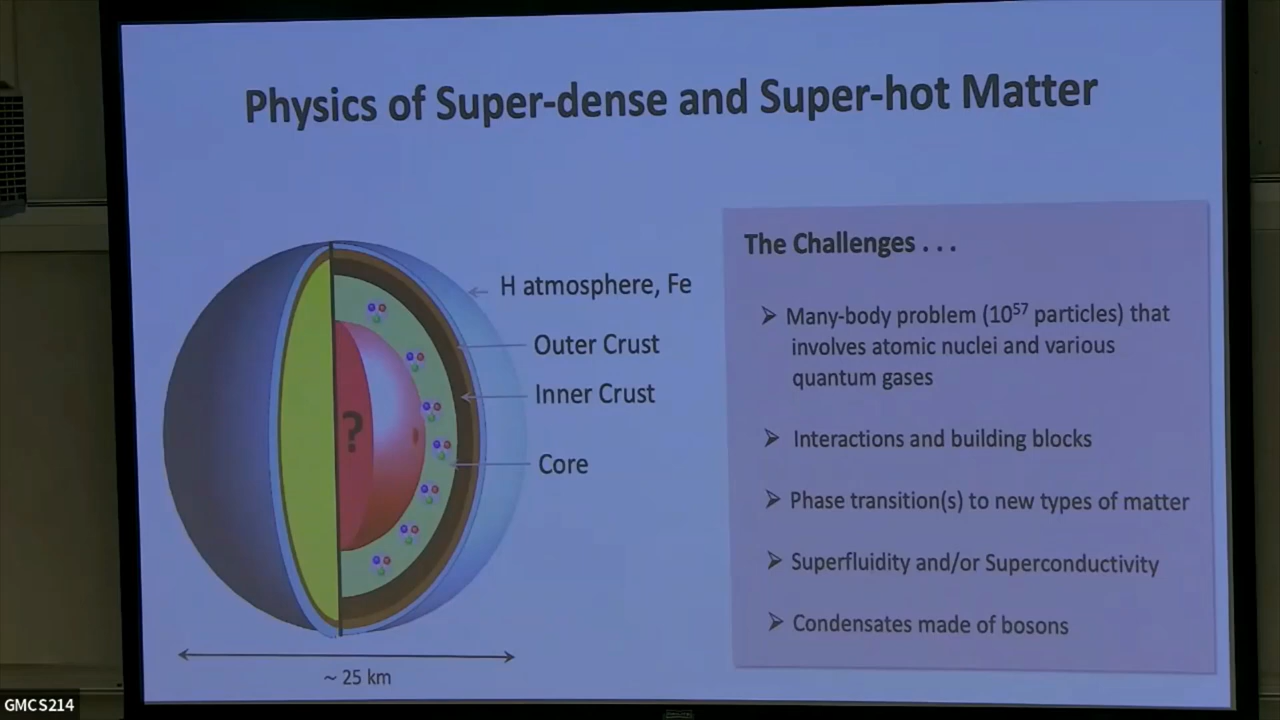 Physics of Super-dense and Super-hot Matter
H atmosphere, Fe
Outer Crust
Inner Crust
Core
?
~ 25 km
The Challenges . . .
➤ Many-body problem (10⁵⁷ particles) that
involves atomic nuclei and various
quantum gases
➤ Interactions and building blocks
➤ Phase transition(s) to new types of matter
➤ Superfluidity and/or Superconductivity
➤ Condensates made of bosons
GMCS214